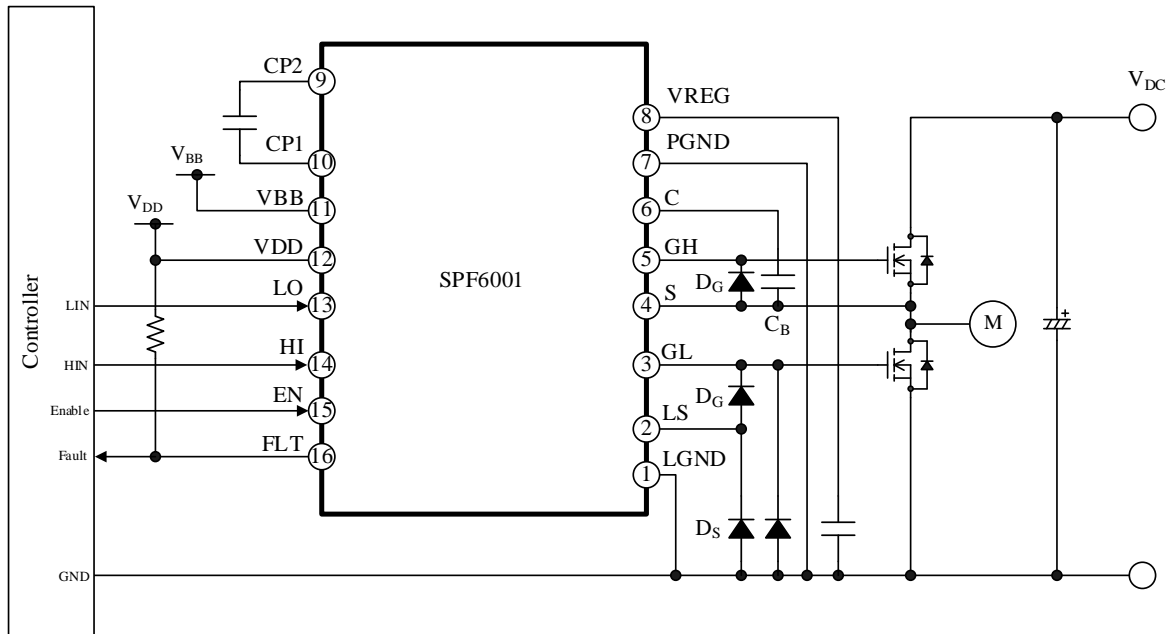 Controller
LIN
HIN
Enable
Fault
GND
CP2
CP1
VBB
VBB
VDD
VDD
LO
HI
EN
FLT
9
10
11
12
13
14
15
16
SPF6001
8
7
6
5
4
3
2
1
VREG
PGND
C
GH
S
GL
LS
LGND
DG
CB
DG
DS
M
VDC
+